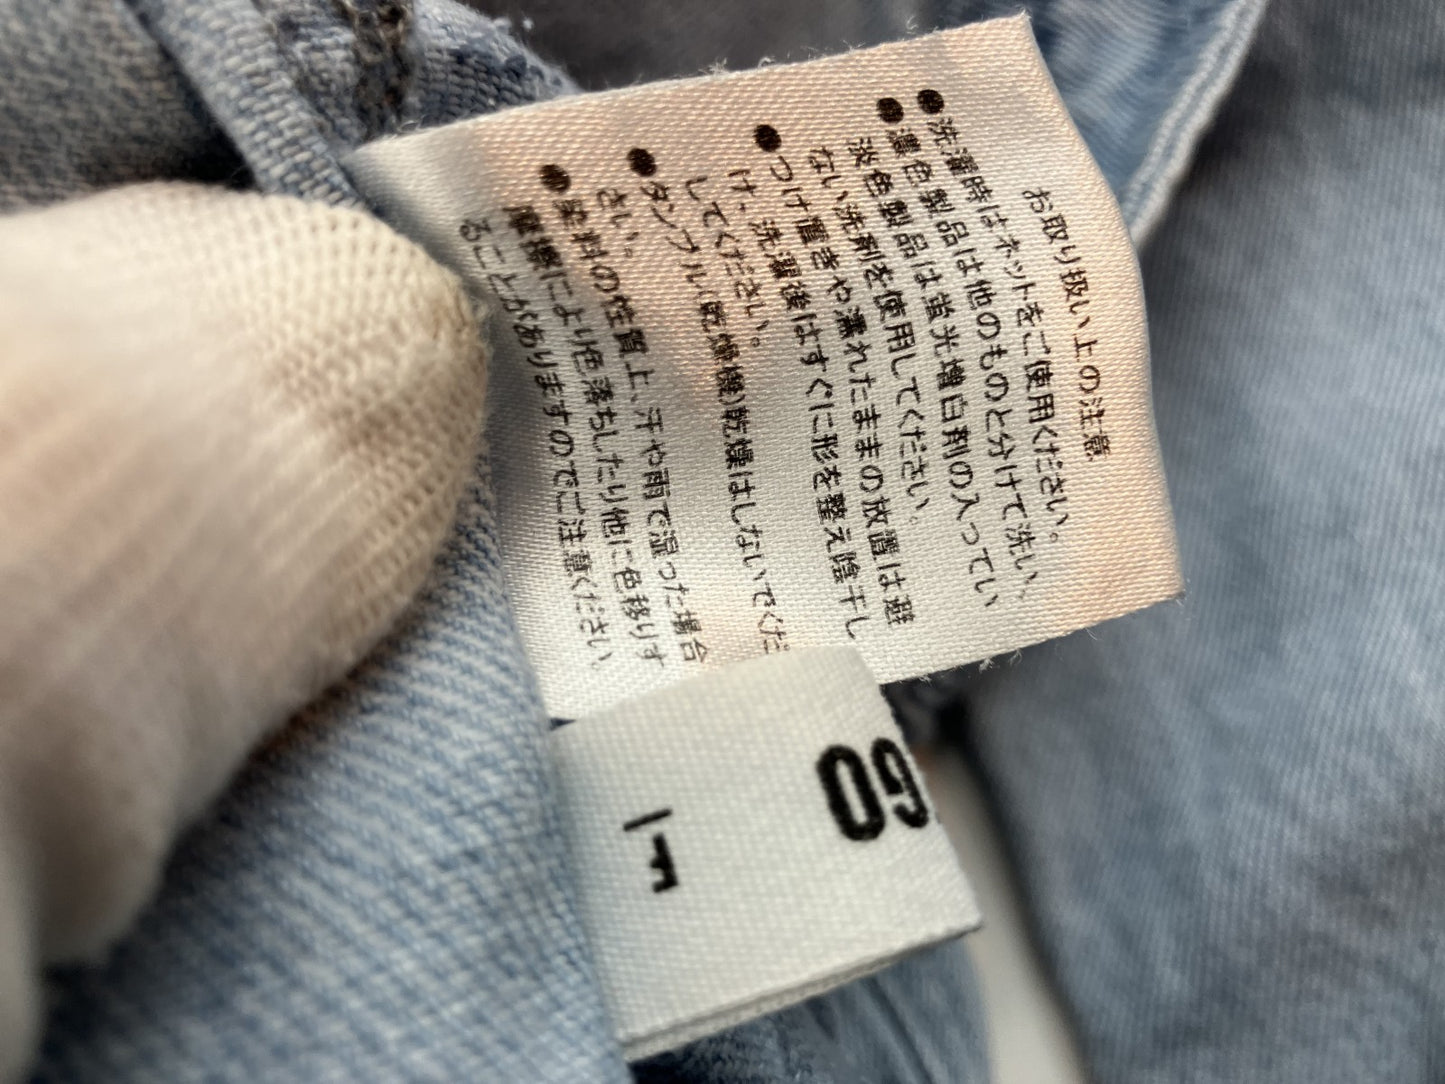 お取り扱い上の注意
●洗濯時はネットをご使用ください。
●濃色製品は他のものと分けて洗い、
淡色製品は蛍光増白剤の入ってい
ない洗剤を使用してください。
●つけ置きや濡れたままの放置は避
け、洗濯後はすぐに形を整え陰干し
してください。
●タンブル(乾燥機)乾燥はしないでくだ
さい。
●染料の性質上、汗や雨で湿った場合
摩擦により色落ちしたり他に色移りす
ることがありますのでご注意ください
GO